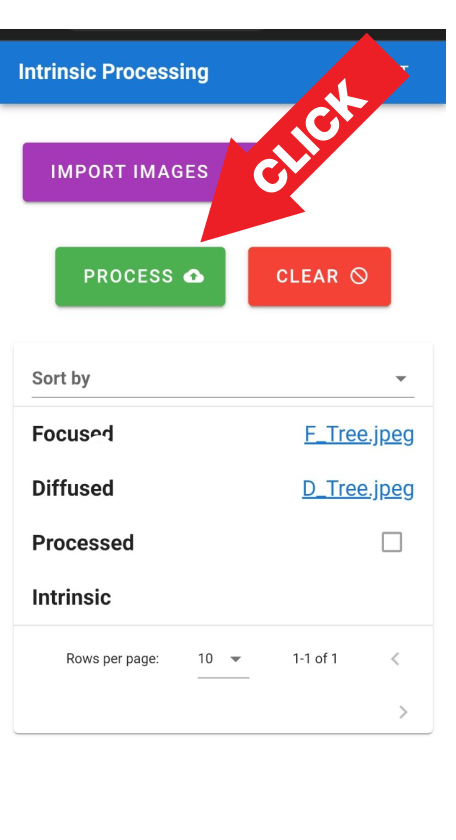 Intrinsic Processing
CLICK
IMPORT IMAGES
PROCESS
CLEAR
Sort by
Focused
F_Tree.jpeg
Diffused
D_Tree.jpeg
Processed
Intrinsic
Rows per page: 10 1-1 of 1